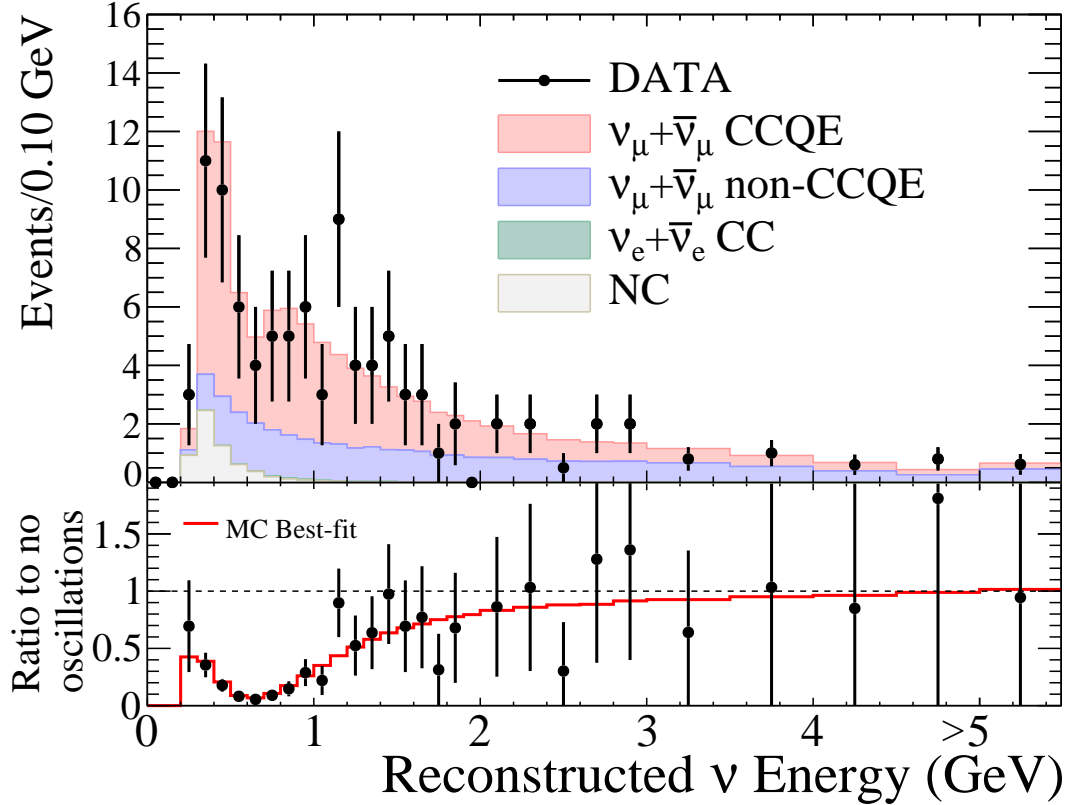 16
14
12
10
8
6
4
2
0
Events/0.10 GeV
DATA
νμ+ν̅μ CCQE
νμ+ν̅μ non-CCQE
νe+ν̅e CC
NC
1.5
1
0.5
0
Ratio to no
oscillations
MC Best-fit
0 1 2 3 4 >5
Reconstructed ν Energy (GeV)